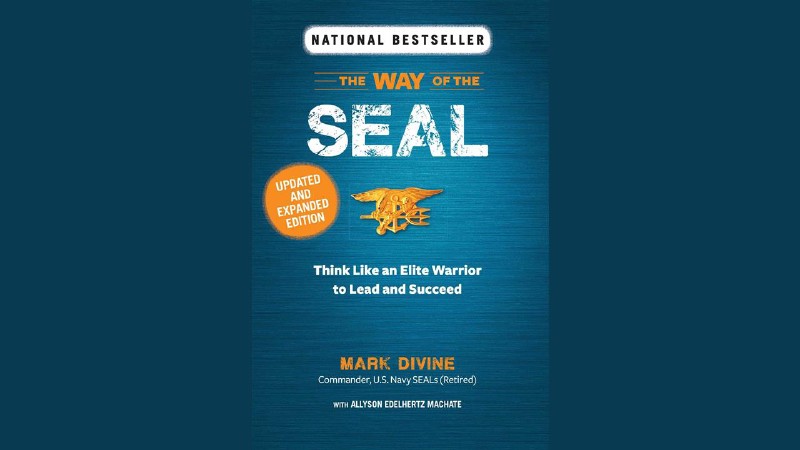 NATIONAL BESTSELLER
THE WAY OF THE
SEAL
UPDATED
AND
EXPANDED
EDITION
Think Like an Elite Warrior
to Lead and Succeed
MARK DIVINE
Commander, U.S. Navy SEALs (Retired)
WITH ALLYSON EDELHERTZ MACHATE